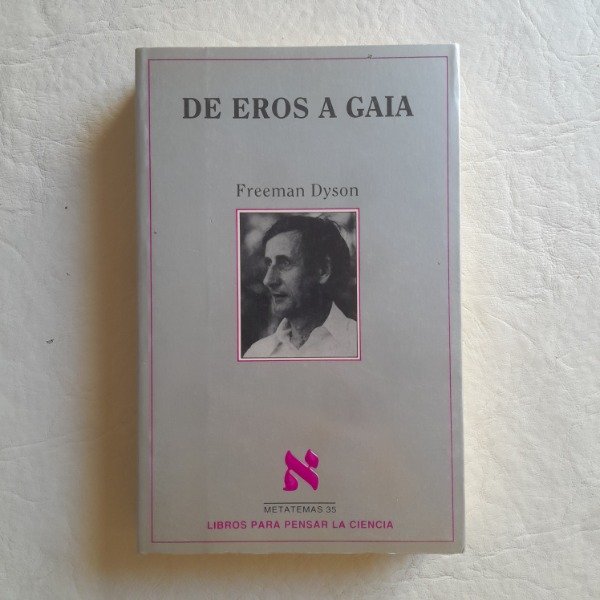 DE EROS A GAIA
Freeman Dyson
א
METATEMAS 35
LIBROS PARA PENSAR LA CIENCIA